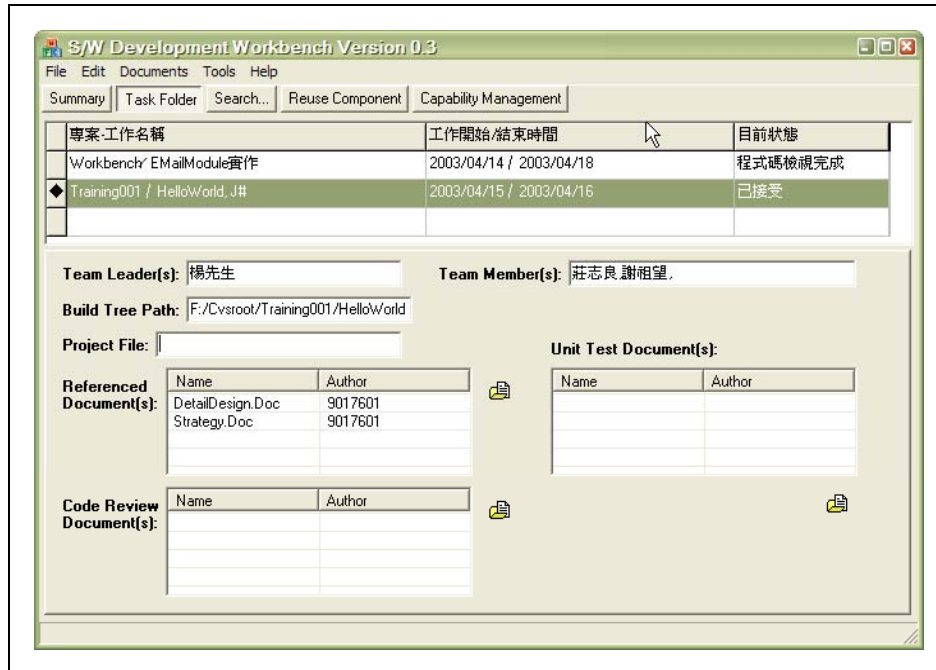 S/W Development Workbench Version 0.3
File Edit Documents Tools Help
Summary Task Folder Search... Reuse Component Capability Management
專案-工作名稱 工作開始/結束時間 目前狀態
Workbench/ EMailModule實作 2003/04/14 / 2003/04/18 程式碼檢視完成
Training001 / HelloWorld, J# 2003/04/15 / 2003/04/16 已接受
Team Leader(s): 楊先生 Team Member(s): 莊志良,謝祖望,
Build Tree Path: F:/Cvsroot/Training001/HelloWorld
Project File: Unit Test Document(s):
Referenced Document(s): Name Author Name Author
DetailDesign.Doc 9017601
Strategy.Doc 9017601
Code Review Document(s): Name Author